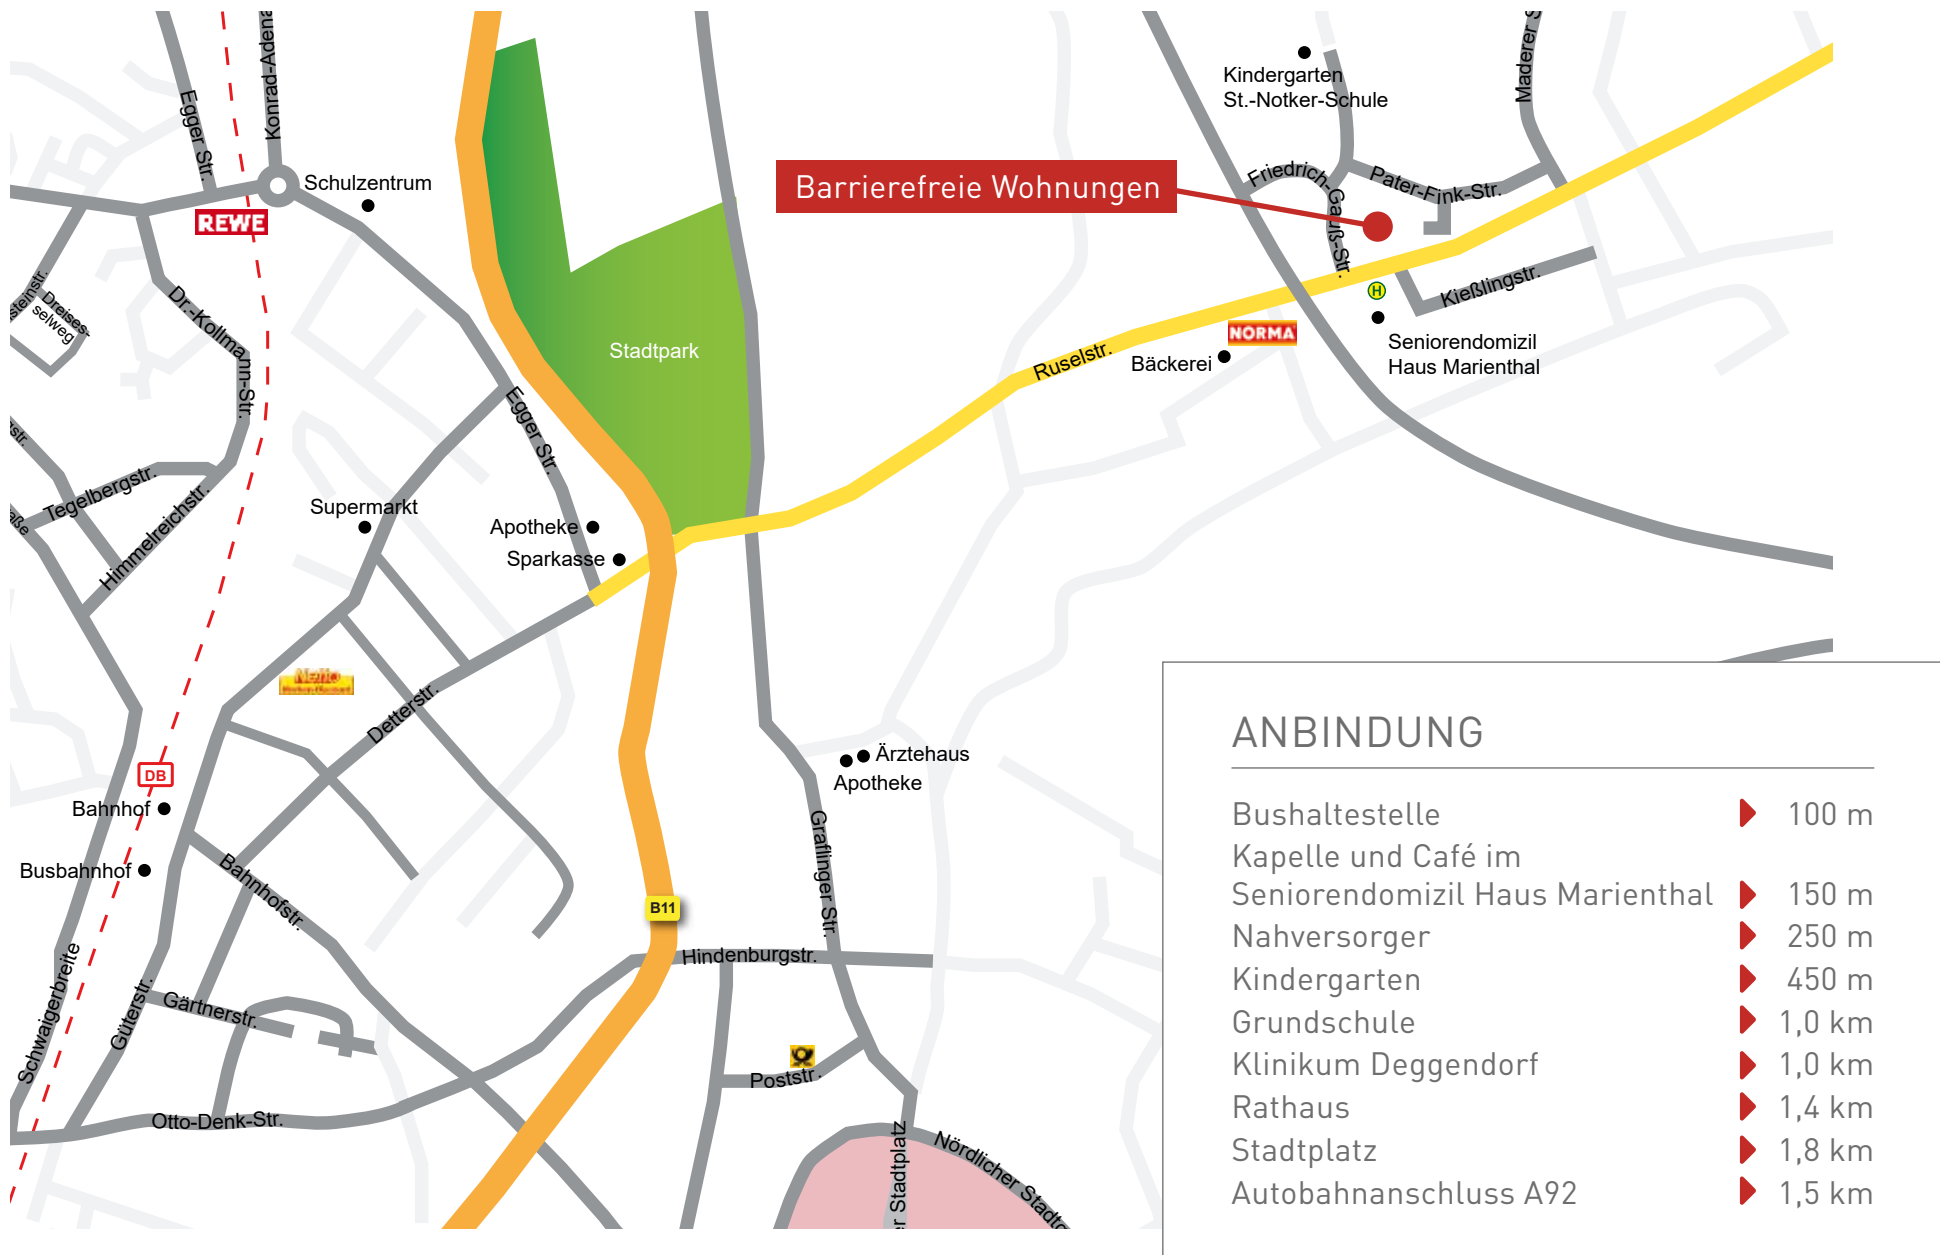 Egger Str.
Konrad-Adena
Schulzentrum
REWE
Dreises-
selweg
steinstr.
Dr.-Kollmann-Str.
Stadtpark
Barrierefreie Wohnungen
Kindergarten
St.-Notker-Schule
Maderer S
Friedrich-Gauß-Str.
Pater-Fink-Str.
Kießlingstr.
H
NORMA
Bäckerei
Seniorendomizil
Haus Marienthal
Ruselstr.
Egger Str.
str.
Tegelbergstr.
aße
Himmelreichstr.
Supermarkt
Apotheke
Sparkasse
Netto
Detterstr.
DB
Bahnhof
Busbahnhof
Ärztehaus
Apotheke
Graflinger Str.
Bahnhofstr.
B11
Hindenburgstr.
Schwaigerbreite
Güterstr.
Gärtnerstr.
Otto-Denk-Str.
Poststr.
r Stadtplatz
Nördlicher Stadtg
ANBINDUNG
Bushaltestelle 100 m
Kapelle und Café im
Seniorendomizil Haus Marienthal 150 m
Nahversorger 250 m
Kindergarten 450 m
Grundschule 1,0 km
Klinikum Deggendorf 1,0 km
Rathaus 1,4 km
Stadtplatz 1,8 km
Autobahnanschluss A92 1,5 km